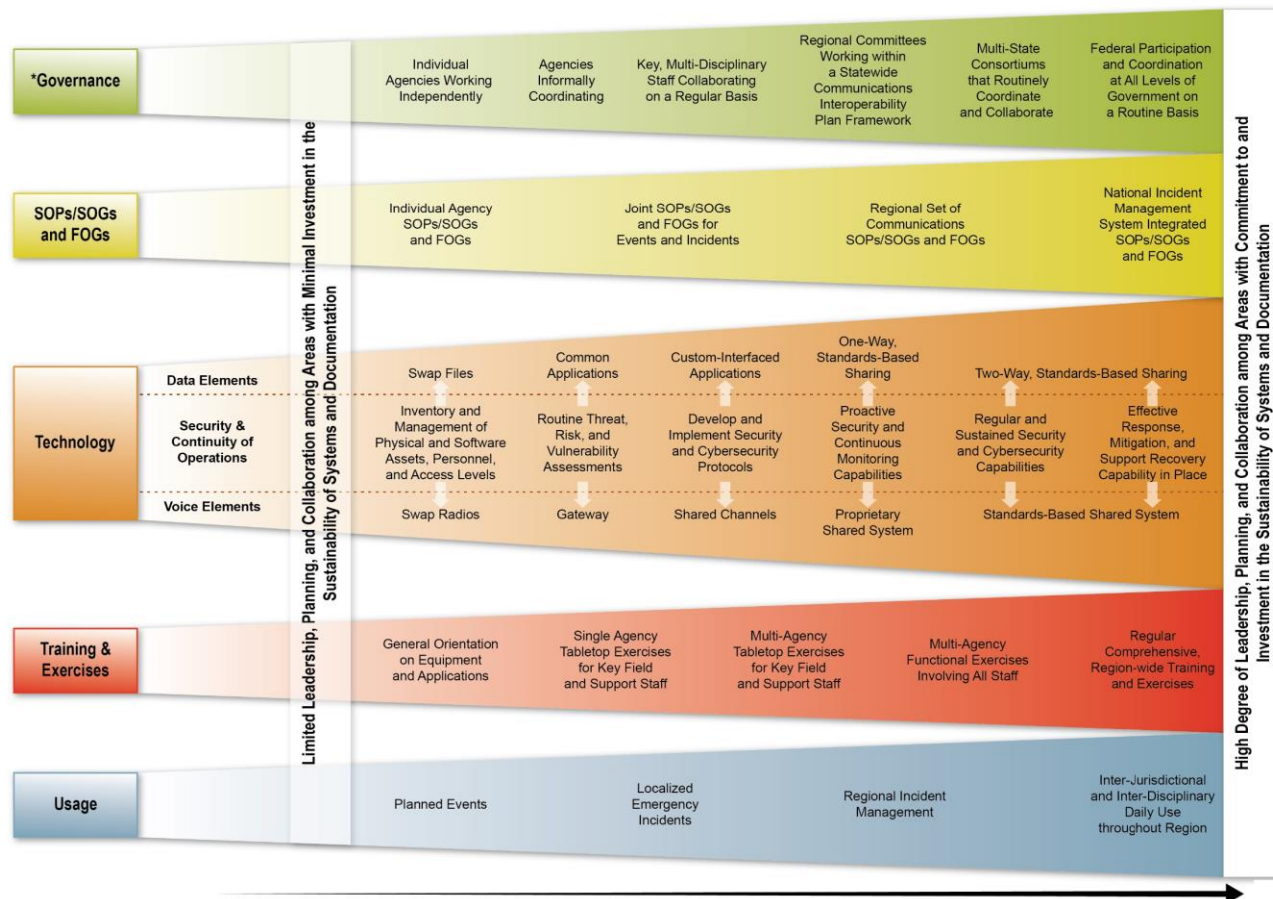 *Governance
Individual
Agencies Working
Independently
Agencies
Informally
Coordinating
Key, Multi-Disciplinary
Staff Collaborating
on a Regular Basis
Regional Committees
Working within
a Statewide
Communications
Interoperability
Plan Framework
Multi-State
Consortiums
that Routinely
Coordinate
and Collaborate
Federal Participation
and Coordination
at All Levels of
Government on
a Routine Basis
SOPs/SOGs
and FOGs
Individual Agency
SOPs/SOGs
and FOGs
Joint SOPs/SOGs
and FOGs for
Events and Incidents
Regional Set of
Communications
SOPs/SOGs and FOGs
National Incident
Management
System Integrated
SOPs/SOGs
and FOGs
Technology
Data Elements
Swap Files
Common
Applications
Custom-Interfaced
Applications
One-Way,
Standards-Based
Sharing
Two-Way, Standards-Based Sharing
Security &
Continuity of
Operations
Inventory and
Management of
Physical and Software
Assets, Personnel,
and Access Levels
Routine Threat,
Risk, and
Vulnerability
Assessments
Develop and
Implement Security
and Cybersecurity
Protocols
Proactive
Security and
Continuous
Monitoring
Capabilities
Regular and
Sustained Security
and Cybersecurity
Capabilities
Effective
Response,
Mitigation, and
Support Recovery
Capability in Place
Voice Elements
Swap Radios
Gateway
Shared Channels
Proprietary
Shared System
Standards-Based Shared System
Training &
Exercises
General Orientation
on Equipment
and Applications
Single Agency
Tabletop Exercises
for Key Field
and Support Staff
Multi-Agency
Tabletop Exercises
for Key Field
and Support Staff
Multi-Agency
Functional Exercises
Involving All Staff
Regular
Comprehensive,
Region-wide Training
and Exercises
Usage
Planned Events
Localized
Emergency
Incidents
Regional Incident
Management
Inter-Jurisdictional
and Inter-Disciplinary
Daily Use
throughout Region
Limited Leadership, Planning, and Collaboration among Areas with Minimal Investment in the
Sustainability of Systems and Documentation
High Degree of Leadership, Planning, and Collaboration among Areas with Commitment to and
Investment in the Sustainability of Systems and Documentation